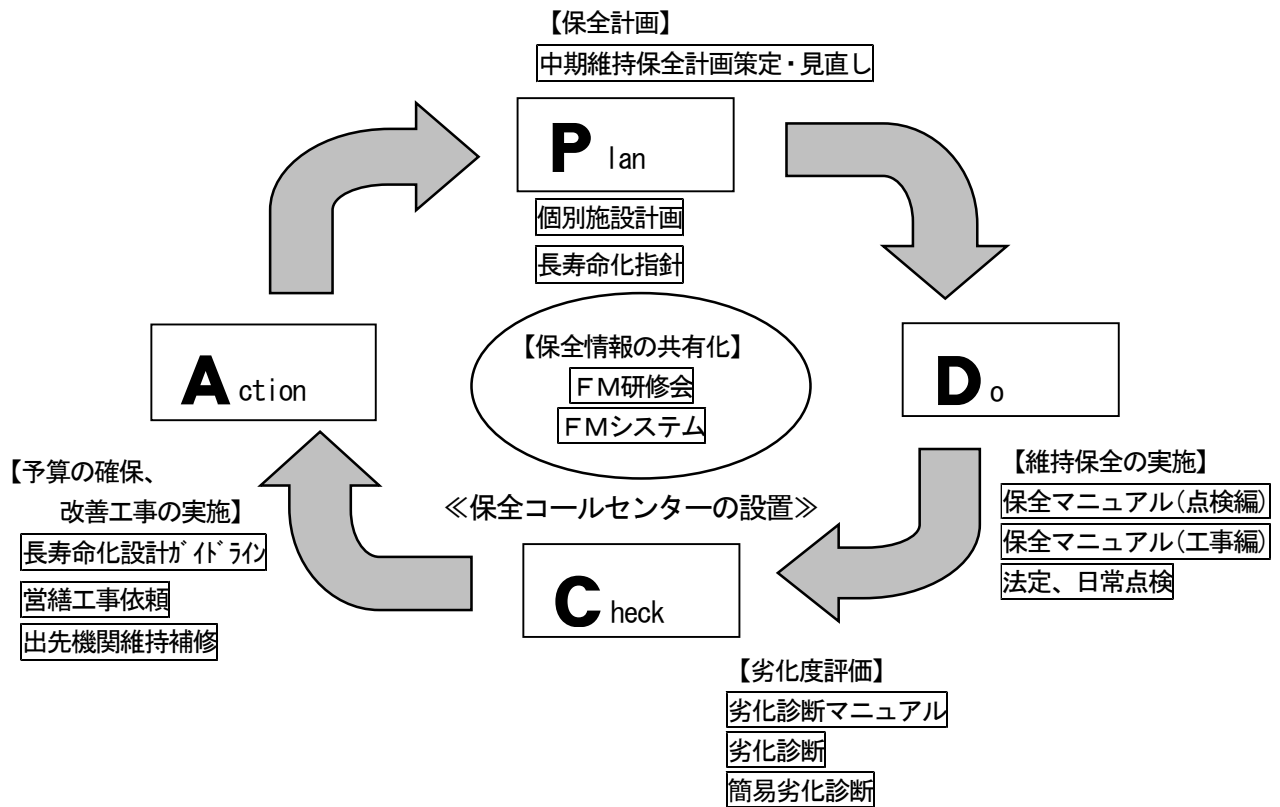 【保全計画】
中期維持保全計画策定・見直し
Plan
個別施設計画
長寿命化指針
【保全情報の共有化】
ＦＭ研修会
ＦＭシステム
≪保全コールセンターの設置≫
Do
【維持保全の実施】
保全マニュアル(点検編)
保全マニュアル(工事編)
法定、日常点検
Check
【劣化度評価】
劣化診断マニュアル
劣化診断
簡易劣化診断
Action
【予算の確保、
改善工事の実施】
長寿命化設計ｶﾞｲﾄﾞﾗｲﾝ
営繕工事依頼
出先機関維持補修